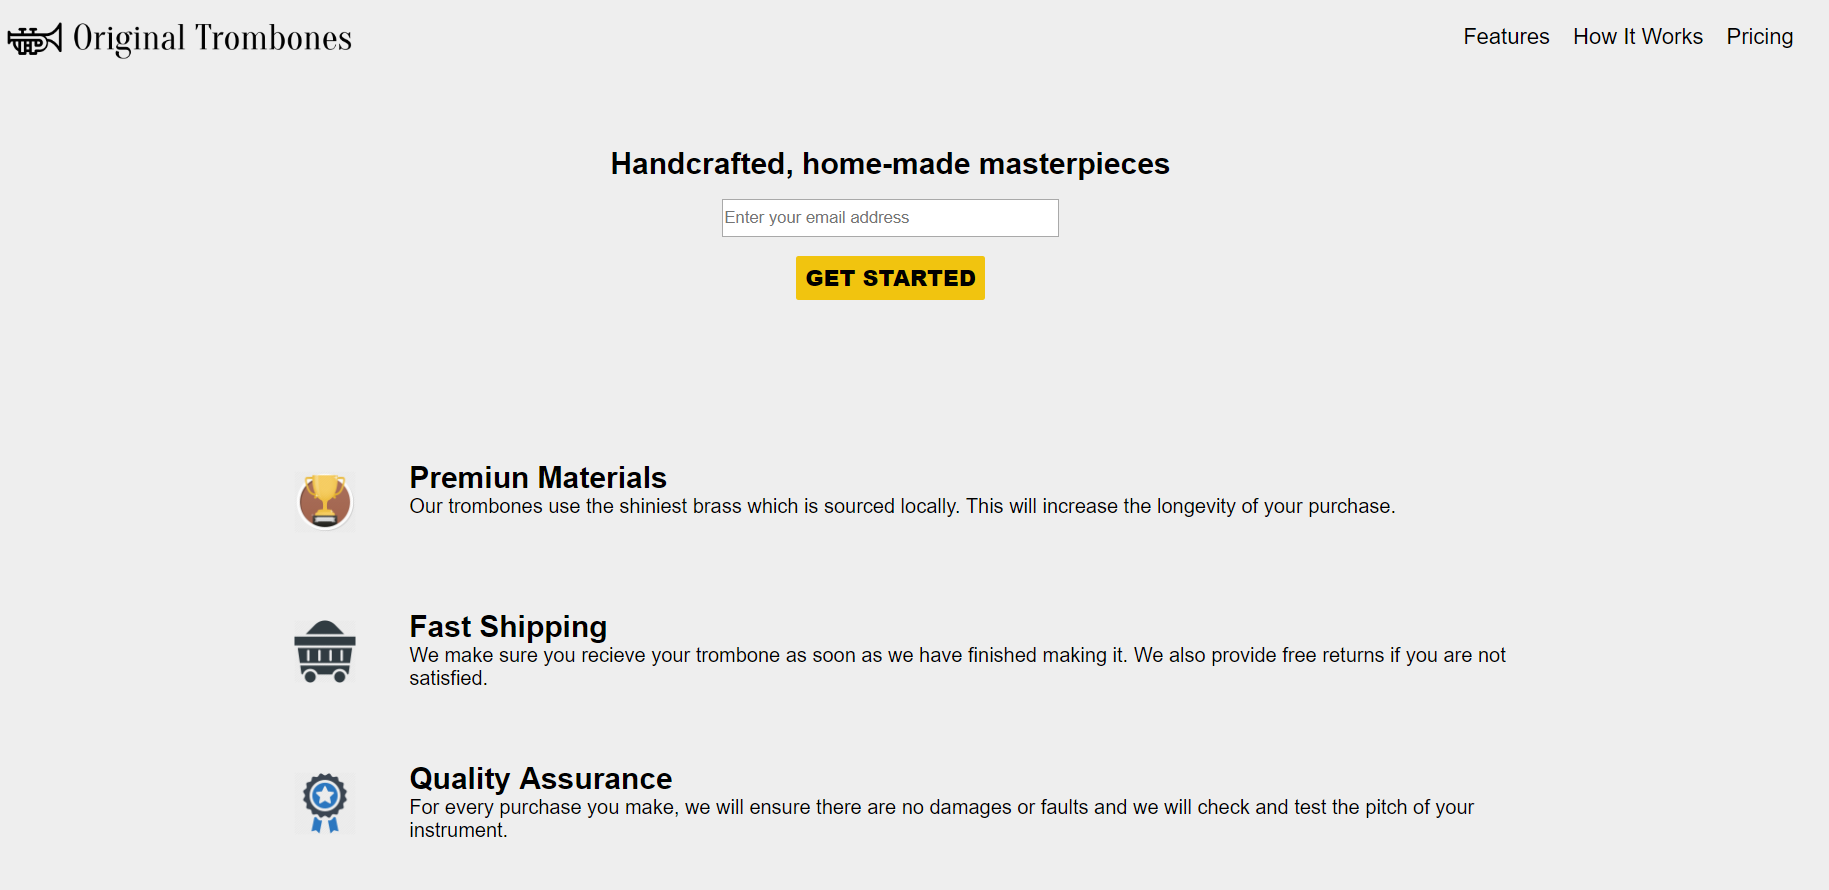 Original Trombones
Features How It Works Pricing
Handcrafted, home-made masterpieces
Enter your email address
GET STARTED
Premiun Materials
Our trombones use the shiniest brass which is sourced locally. This will increase the longevity of your purchase.
Fast Shipping
We make sure you recieve your trombone as soon as we have finished making it. We also provide free returns if you are not
satisfied.
Quality Assurance
For every purchase you make, we will ensure there are no damages or faults and we will check and test the pitch of your
instrument.